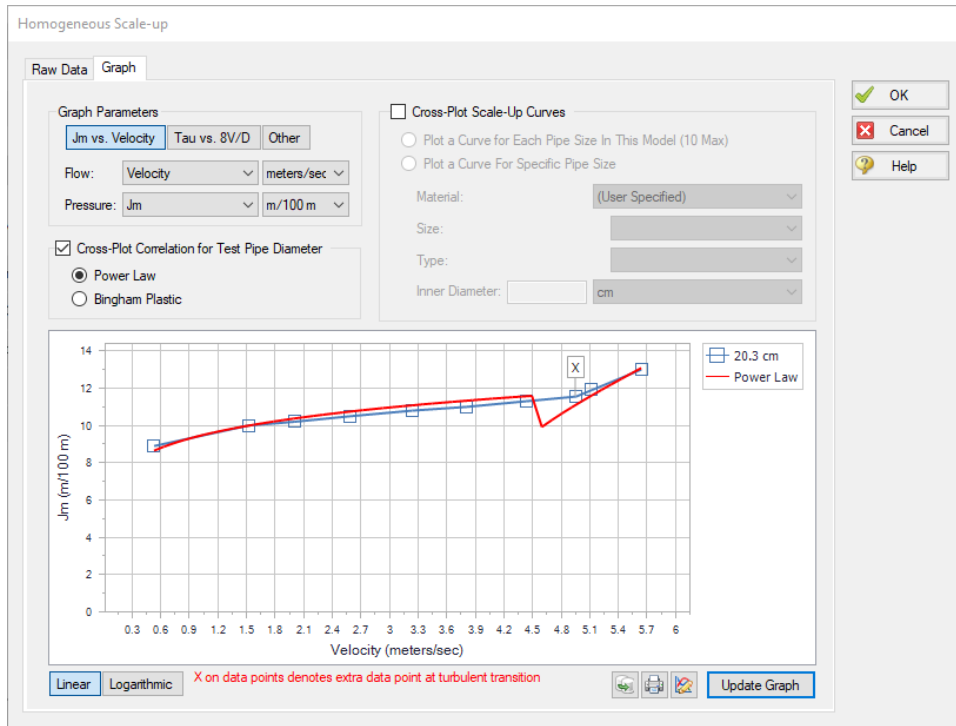 Homogeneous Scale-up
Raw Data Graph
OK
Cancel
Help
Graph Parameters
Jm vs. Velocity Tau vs. 8V/D Other
Flow: Velocity meters/sec
Pressure: Jm m/100 m
Cross-Plot Correlation for Test Pipe Diameter
Power Law
Bingham Plastic
Cross-Plot Scale-Up Curves
Plot a Curve for Each Pipe Size In This Model (10 Max)
Plot a Curve For Specific Pipe Size
Material: (User Specified)
Size:
Type:
Inner Diameter: cm
14
12
10
8
6
4
2
0
Jm (m/100 m)
X
20.3 cm
Power Law
0.3 0.6 0.9 1.2 1.5 1.8 2.1 2.4 2.7 3 3.3 3.6 3.9 4.2 4.5 4.8 5.1 5.4 5.7 6
Velocity (meters/sec)
Linear Logarithmic X on data points denotes extra data point at turbulent transition Update Graph